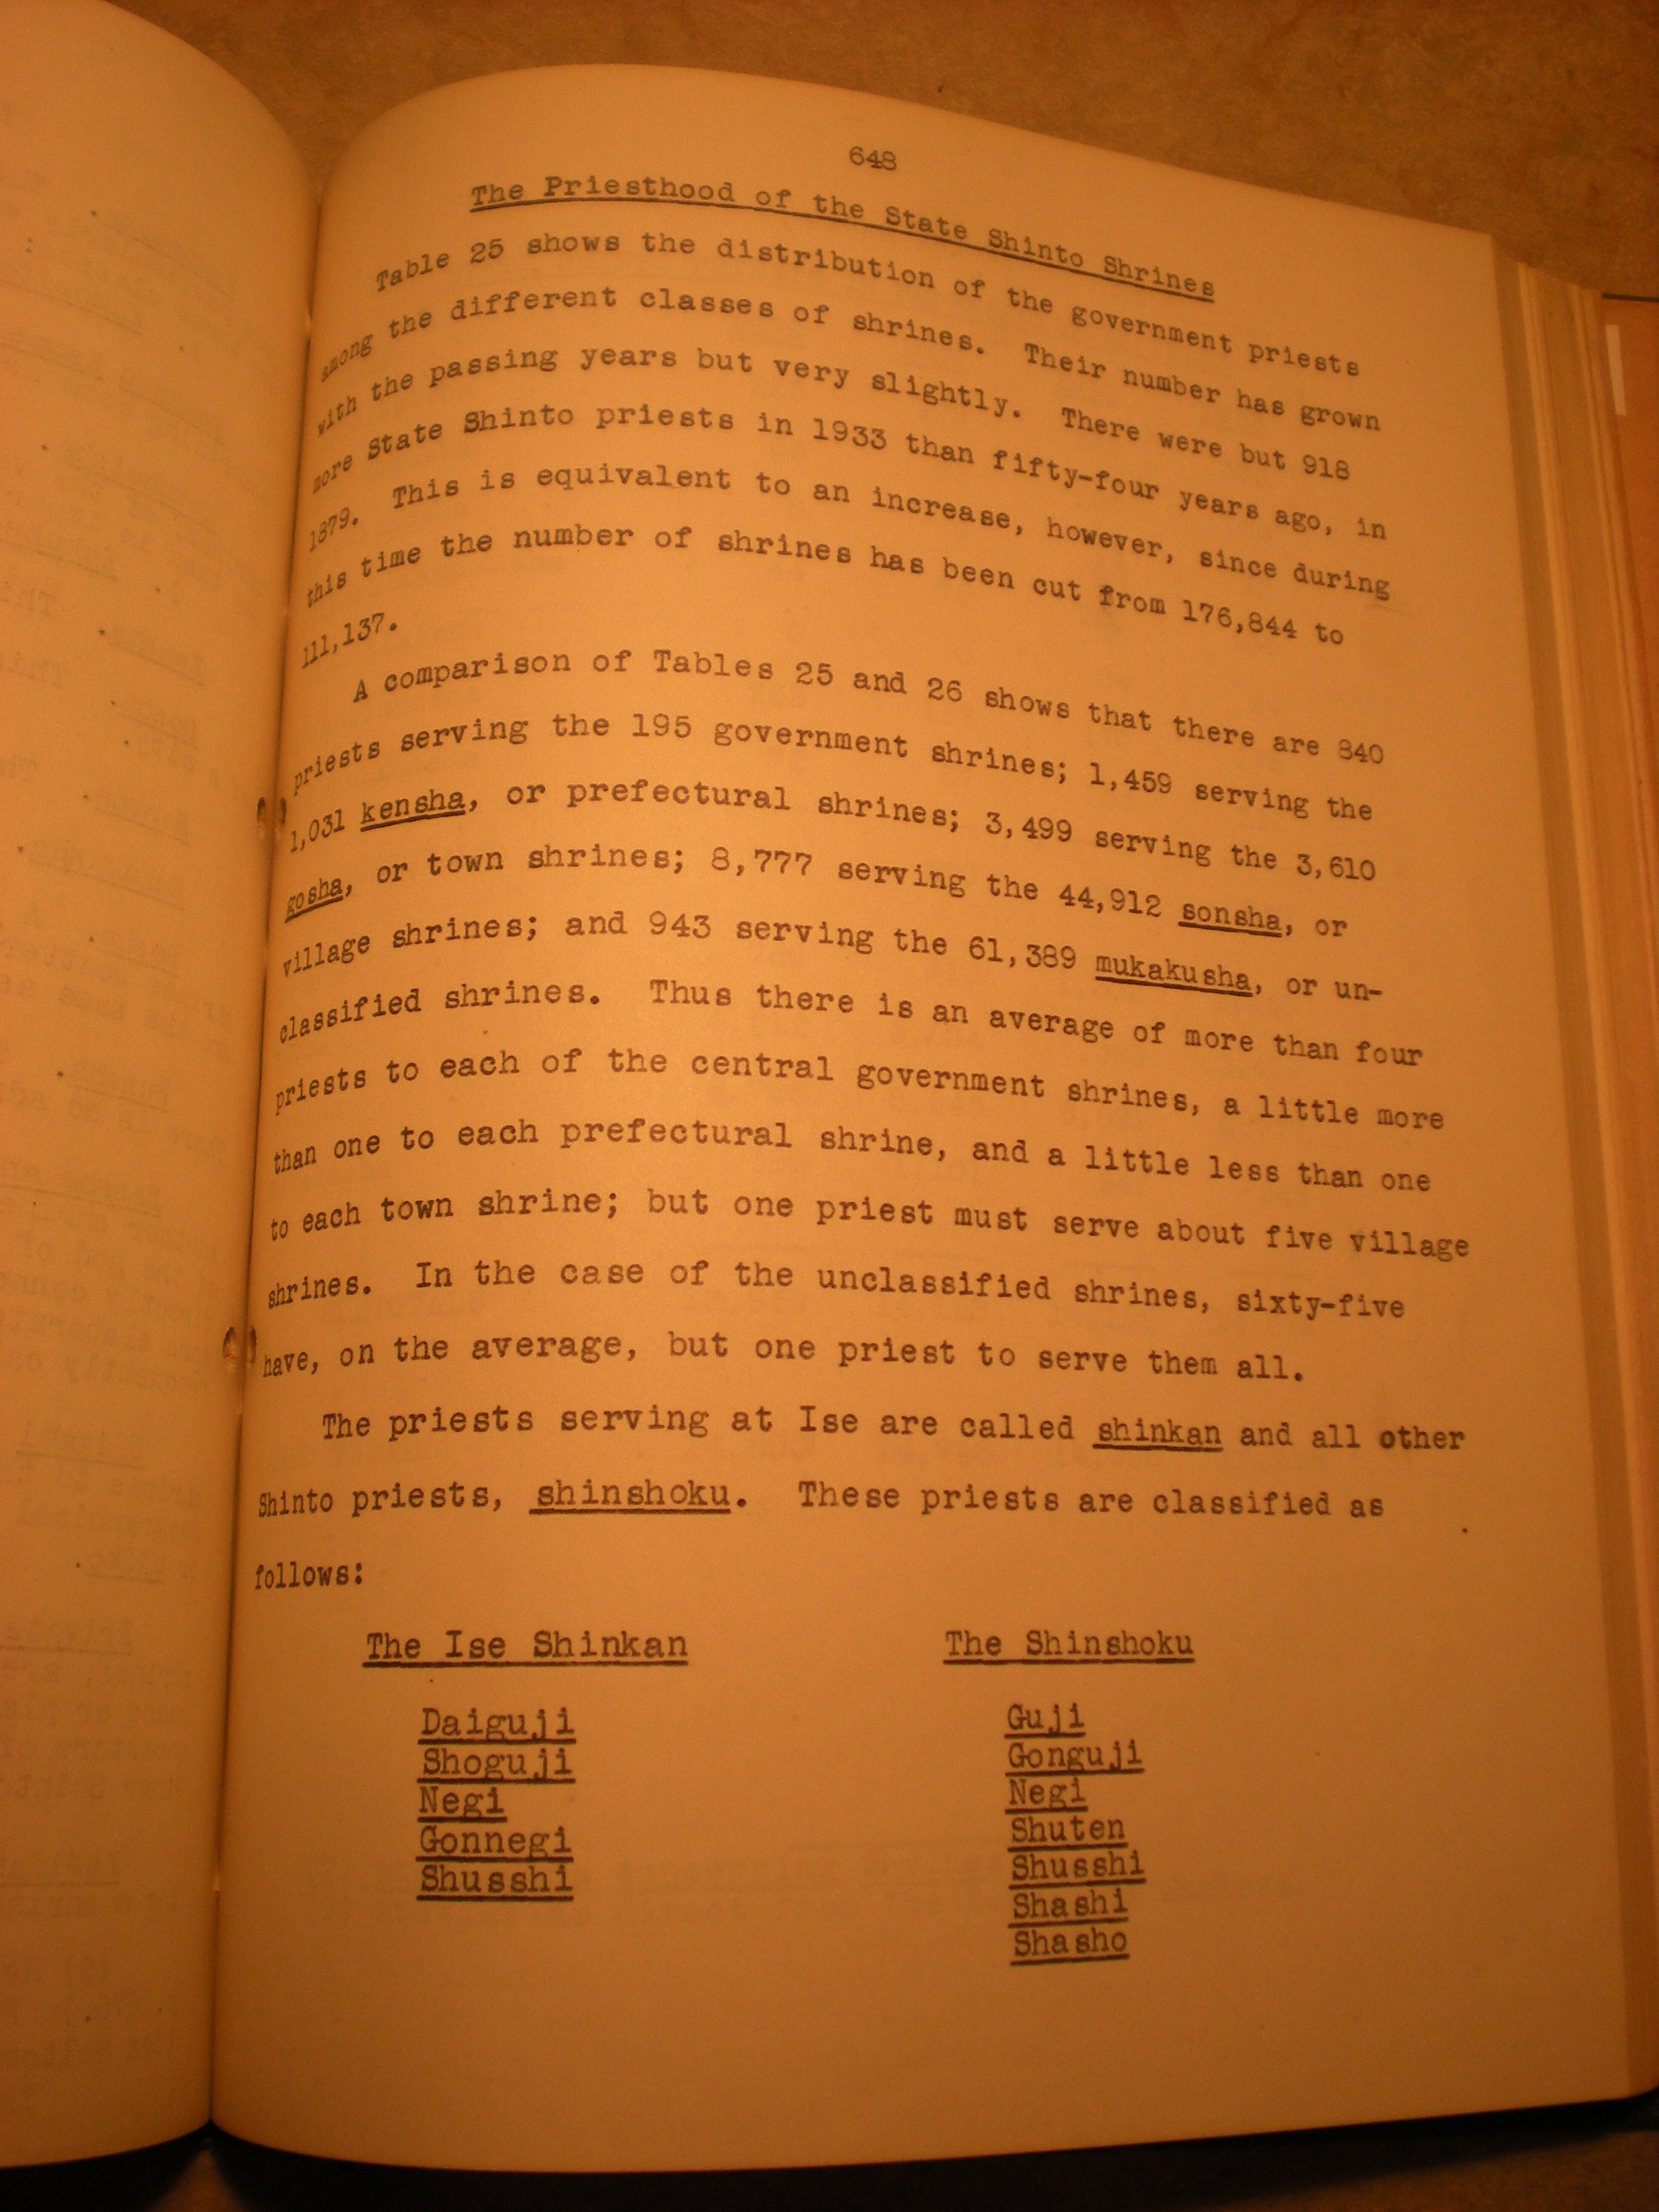 648
The Priesthood of the State Shinto Shrines
Table 25 shows the distribution of the government priests
among the different classes of shrines. Their number has grown
with the passing years but very slightly. There were but 918
more State Shinto priests in 1933 than fifty-four years ago, in
1879. This is equivalent to an increase, however, since during
this time the number of shrines has been cut from 176,844 to
111,137.
A comparison of Tables 25 and 26 shows that there are 840
priests serving the 195 government shrines; 1,459 serving the
1,031 kensha, or prefectural shrines; 3,499 serving the 3,610
gosha, or town shrines; 8,777 serving the 44,912 sonsha, or
village shrines; and 943 serving the 61,389 mukakusha, or un-
classified shrines. Thus there is an average of more than four
priests to each of the central government shrines, a little more
than one to each prefectural shrine, and a little less than one
to each town shrine; but one priest must serve about five village
shrines. In the case of the unclassified shrines, sixty-five
have, on the average, but one priest to serve them all.
The priests serving at Ise are called shinkan and all other
Shinto priests, shinshoku. These priests are classified as
follows:
The Ise Shinkan
Daiguji
Shoguji
Negi
Gonnegi
Shusshi
The Shinshoku
Guji
Gonguji
Negi
Shuten
Shusshi
Shashi
Shasho